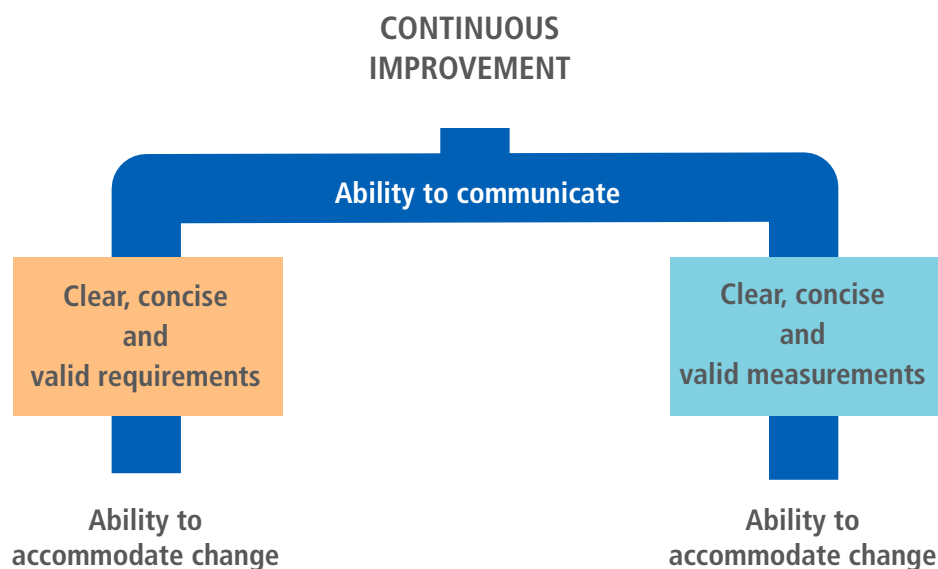 CONTINUOUS
IMPROVEMENT
Ability to communicate
Clear, concise
and
valid requirements
Clear, concise
and
valid measurements
Ability to
accommodate change
Ability to
accommodate change